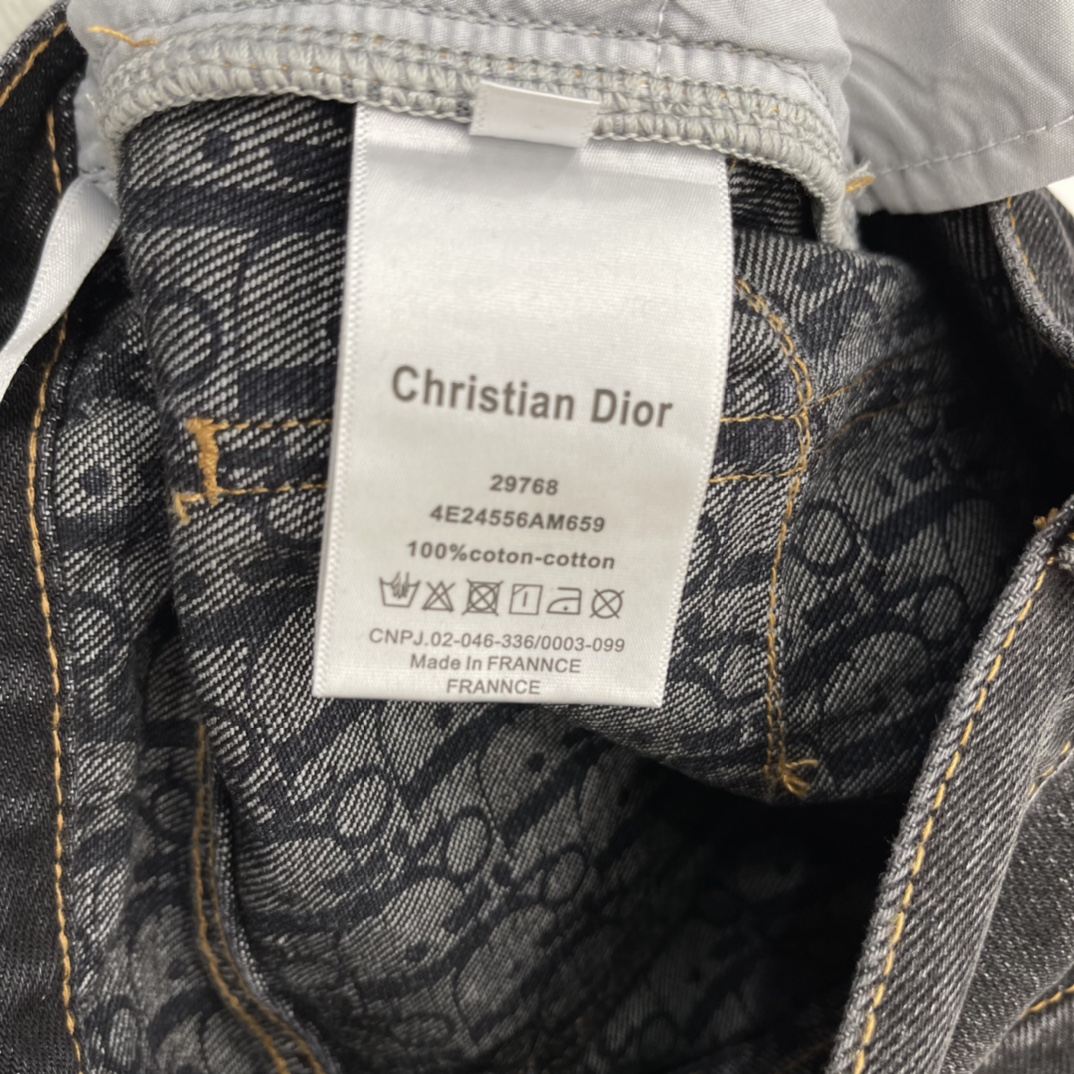 Christian Dior
29768
4E24556AM659
100%coton-cotton
CNPJ.02-046-336/0003-099
Made In FRANNCE
FRANNCE